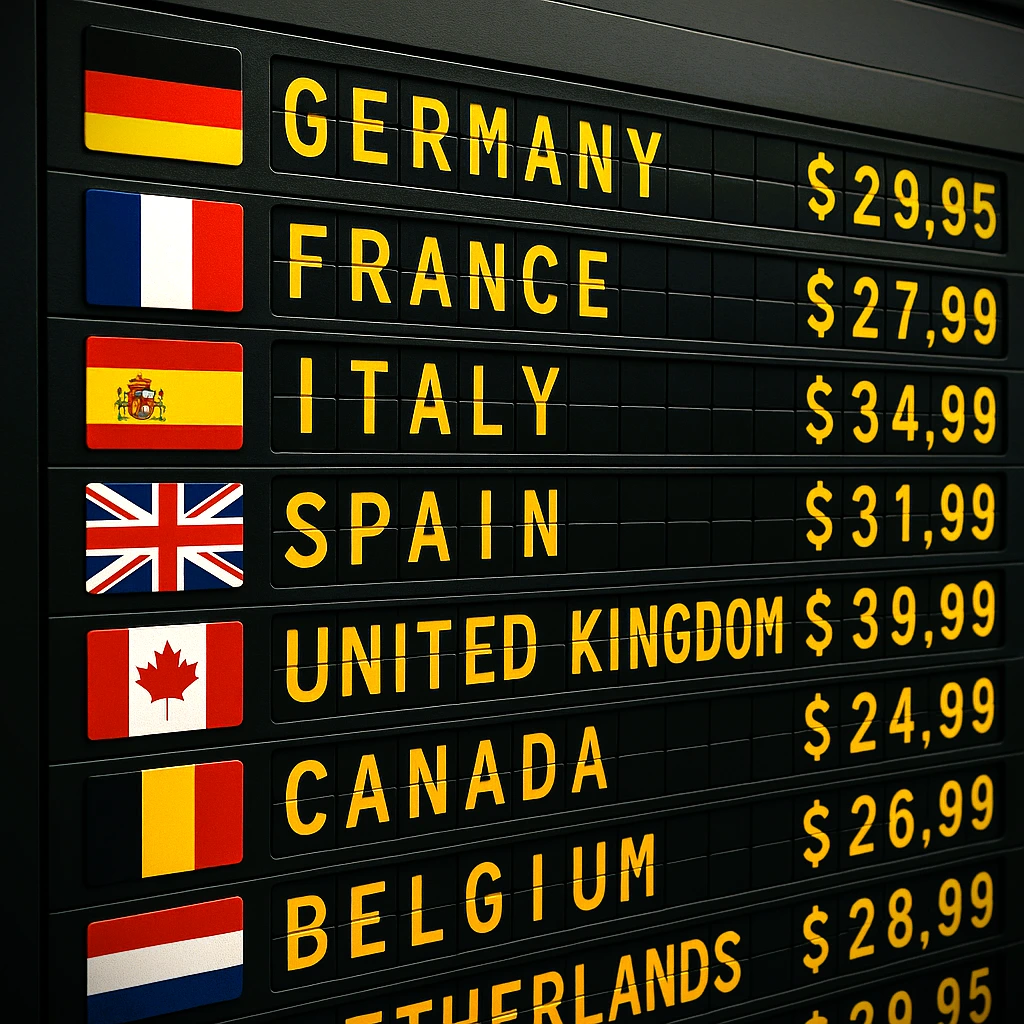 GERMANY $29,95
FRANCE $27,99
ITALY $34,99
SPAIN $31,99
UNITED KINGDOM $39,99
CANADA $24,99
BELGIUM $26,99
ETHERLANDS $28,99